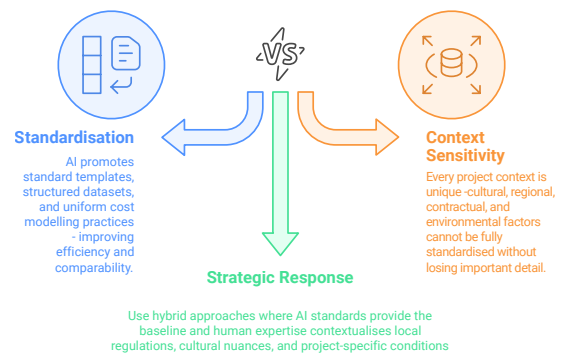 VS
Standardisation
AI promotes
standard templates,
structured datasets,
and uniform cost
modelling practices
- improving
efficiency and
comparability.
Context
Sensitivity
Every project context is
unique -cultural, regional,
contractual, and
environmental factors
cannot be fully
standardised without
losing important detail.
Strategic Response
Use hybrid approaches where AI standards provide the
baseline and human expertise contextualises local
regulations, cultural nuances, and project-specific conditions